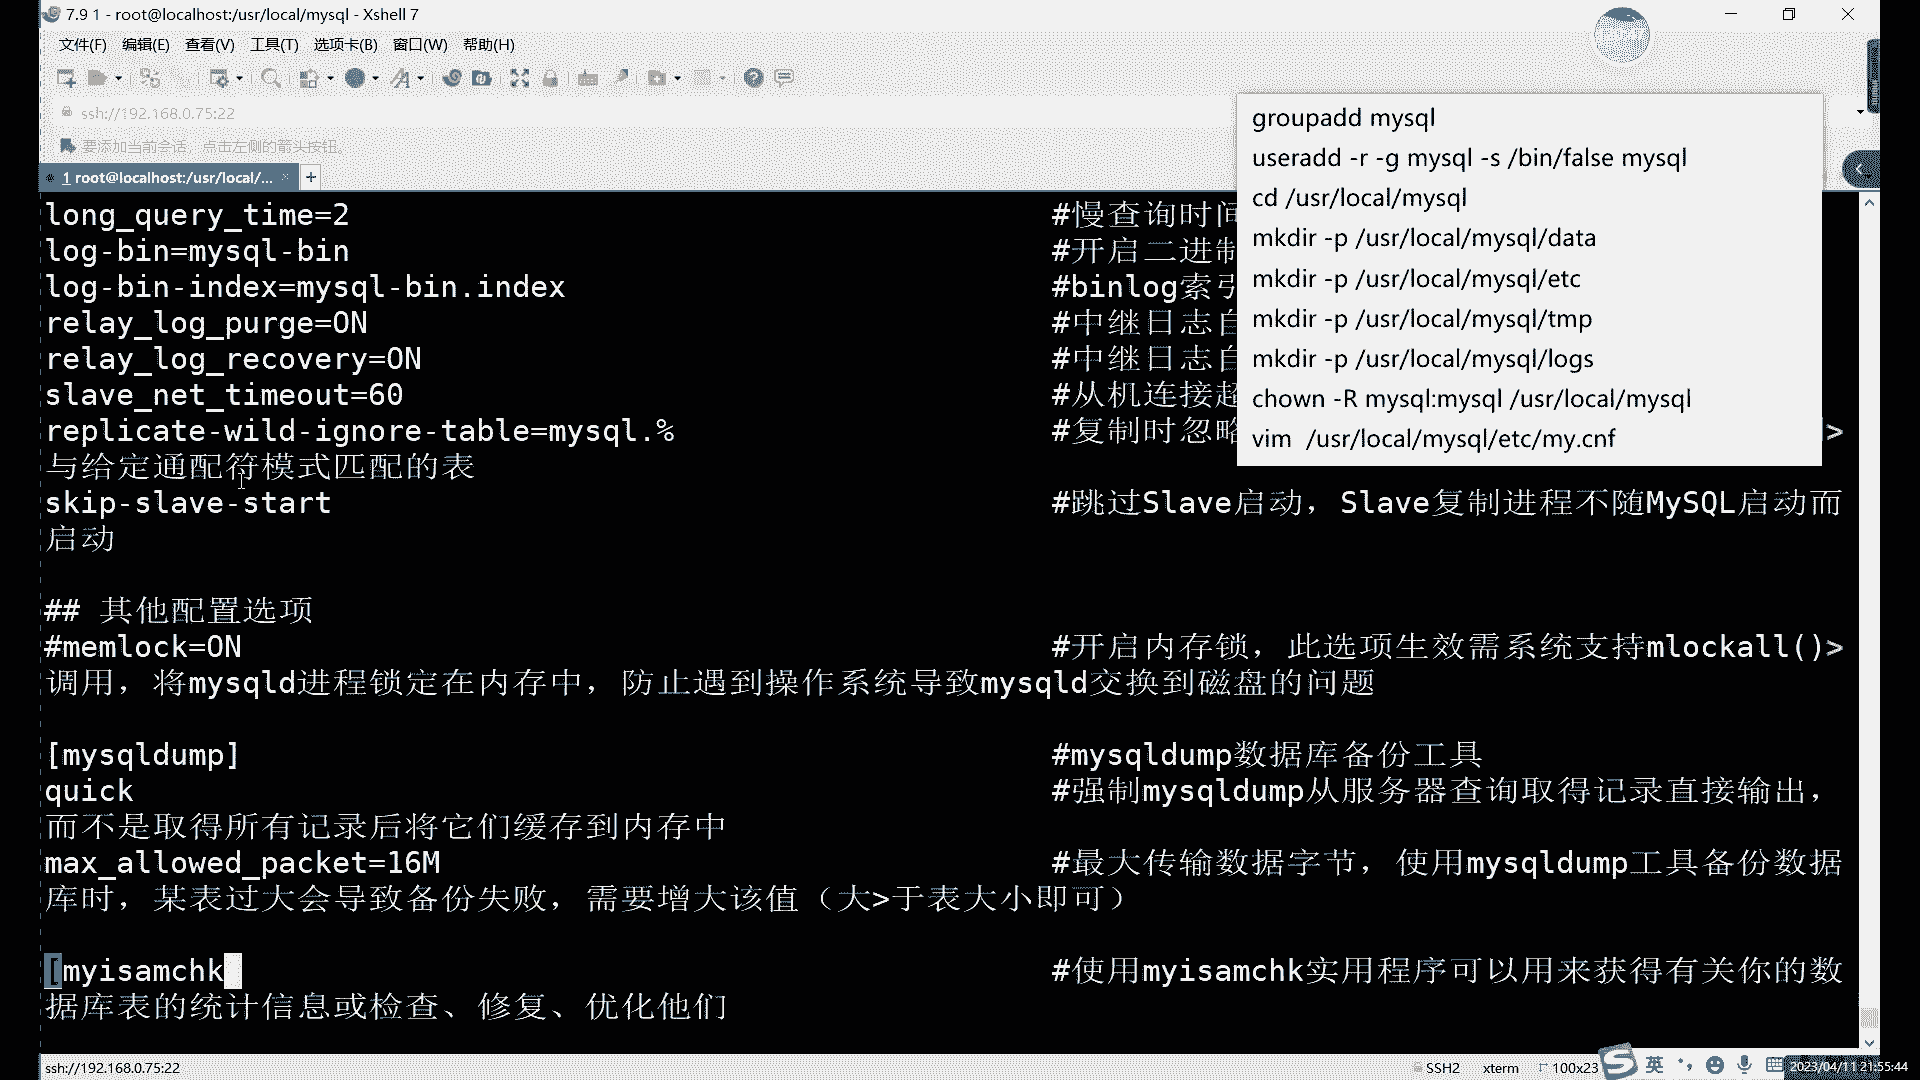 7.9 1 - root@localhost:/usr/local/mysql - Xshell 7
文件(F) 编辑(E) 查看(V) 工具(T) 选项卡(B) 窗口(W) 帮助(H)
ssh://192.168.0.75:22
要添加当前会话，点击左侧的箭头按钮。
1 root@localhost:/usr/local/... × +
groupadd mysql
useradd -r -g mysql -s /bin/false mysql
cd /usr/local/mysql
mkdir -p /usr/local/mysql/data
mkdir -p /usr/local/mysql/etc
mkdir -p /usr/local/mysql/tmp
mkdir -p /usr/local/mysql/logs
chown -R mysql:mysql /usr/local/mysql
vim /usr/local/mysql/etc/my.cnf
long_query_time=2 #慢查询时间
log-bin=mysql-bin #开启二进制
log-bin-index=mysql-bin.index #binlog索引
relay_log_purge=ON #中继日志自
relay_log_recovery=ON #中继日志自
slave_net_timeout=60 #从机连接超
replicate-wild-ignore-table=mysql.% #复制时忽略 >
与给定通配符模式匹配的表
skip-slave-start #跳过Slave启动，Slave复制进程不随MySQL启动而
启动
## 其他配置选项
#memlock=ON #开启内存锁，此选项生效需系统支持mlockall()>
调用，将mysqld进程锁定在内存中，防止遇到操作系统导致mysqld交换到磁盘的问题
[mysqldump] #mysqldump数据库备份工具
quick #强制mysqldump从服务器查询取得记录直接输出，
而不是取得所有记录后将它们缓存到内存中
max_allowed_packet=16M #最大传输数据字节，使用mysqldump工具备份数据
库时，某表过大会导致备份失败，需要增大该值（大>于表大小即可）
[myisamchk #使用myisamchk实用程序可以用来获得有关你的数
据库表的统计信息或检查、修复、优化他们
ssh://192.168.0.75:22 SSH2 xterm 100x23 英 2023/04/11 21:55:44